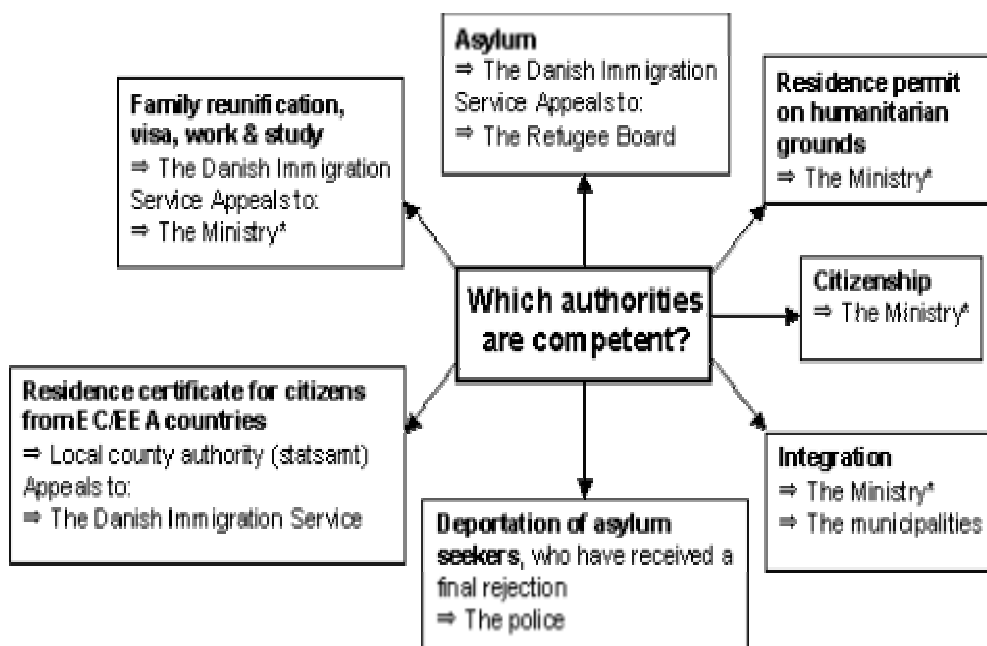 Asylum
⇒ The Danish Immigration
Service Appeals to:
⇒ The Refugee Board
Family reunification,
visa, work & study
⇒ The Danish Immigration
Service Appeals to:
⇒ The Ministry*
Residence permit
on humanitarian
grounds
⇒ The Ministry*
Which authorities
are competent?
Citizenship
⇒ The Ministry*
Residence certificate for citizens
from EC/EEA countries
⇒ Local county authority (statsamt)
Appeals to:
⇒ The Danish Immigration Service
Integration
⇒ The Ministry*
⇒ The municipalities
Deportation of asylum
seekers, who have received a
final rejection
⇒ The police